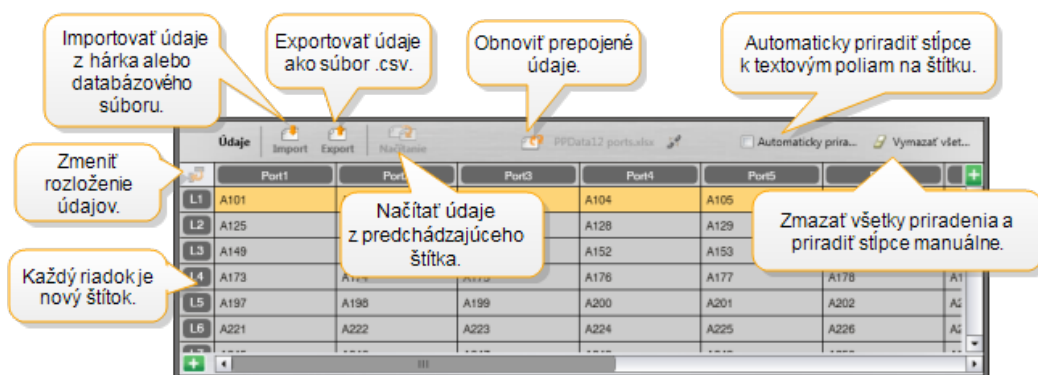 Importovať údaje
z hárka alebo
databázového
súboru.
Exportovať údaje
ako súbor .csv.
Obnoviť prepojené
údaje.
Automaticky priradiť stĺpce
k textovým poliam na štítku.
Údaje Import Export Načítanie PPData12 ports.xlsx Automaticky prira... Vymazať všet...
Zmeniť
rozloženie
údajov.
Port1 Port3 Port4 Port5
L1 A101 A104 A105
L2 A125 A128 A129
L3 A149 A152 A153
L4 A173 A176 A177 A178
L5 A197 A198 A199 A200 A201 A202
L6 A221 A222 A223 A224 A225 A226
Načítať údaje
z predchádzajúceho
štítka.
Zmazať všetky priradenia a
priradiť stĺpce manuálne.
Každý riadok je
nový štítok.